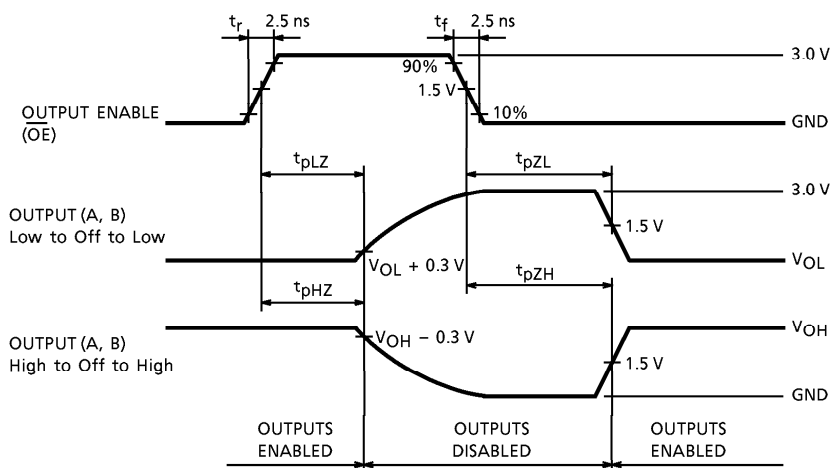 tr 2.5 ns tf 2.5 ns
3.0 V
90%
1.5 V
OUTPUT ENABLE
(OE)
10%
GND
tpLZ tpZL
3.0 V
OUTPUT (A, B)
Low to Off to Low
1.5 V
VOL + 0.3 V
VOL
tpHZ tpZH
OUTPUT (A, B)
High to Off to High
VOH
VOH − 0.3 V
1.5 V
GND
OUTPUTS ENABLED
OUTPUTS DISABLED
OUTPUTS ENABLED